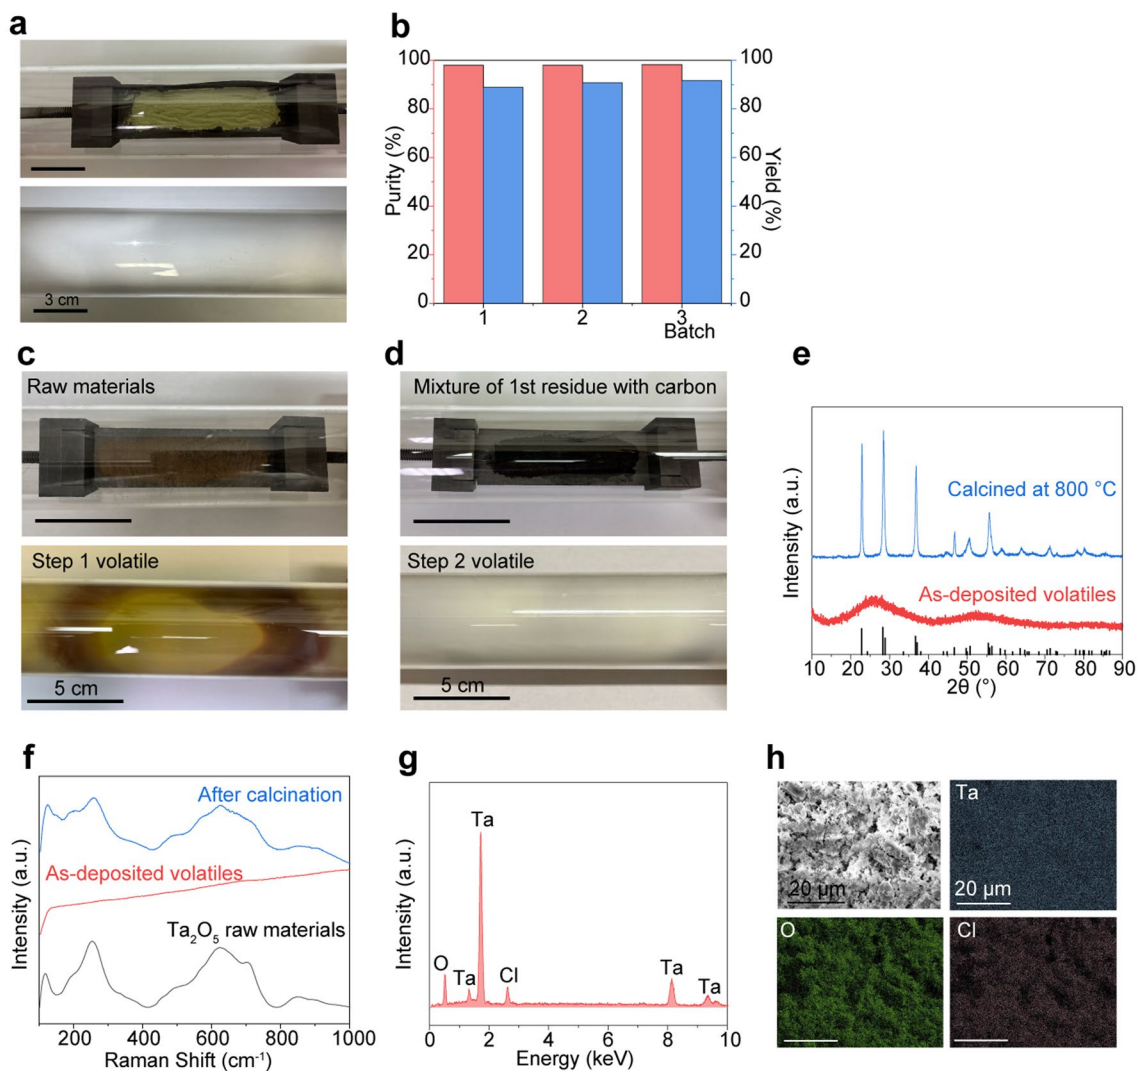 a
3 cm
b
100
80
60
40
20
0
Purity (%)
100
80
60
40
20
0
Yield (%)
1
2
3
Batch
c
Raw materials
Step 1 volatile
5 cm
d
Mixture of 1st residue with carbon
Step 2 volatile
5 cm
e
Intensity (a.u.)
Calcined at 800 °C
As-deposited volatiles
10 20 30 40 50 60 70 80 90
2θ (°)
f
Intensity (a.u.)
After calcination
As-deposited volatiles
Ta₂O₅ raw materials
200 400 600 800 1000
Raman Shift (cm⁻¹)
g
Intensity (a.u.)
O
Ta
Ta
Cl
Ta
Ta
0 2 4 6 8 10
Energy (keV)
h
20 µm
Ta
20 µm
O
Cl